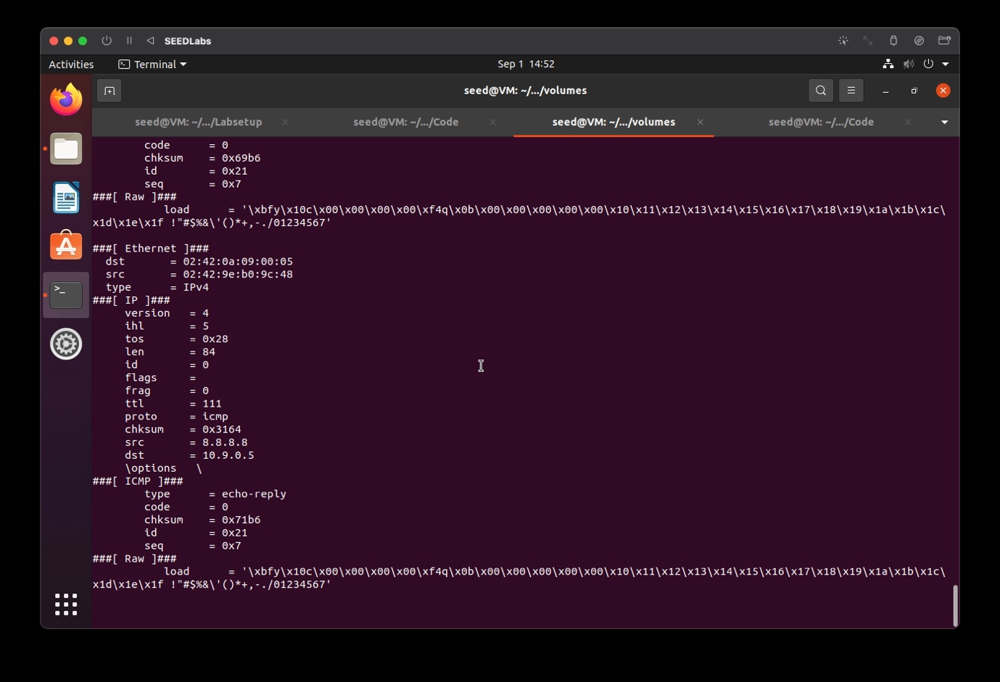 SEEDLabs
Activities
Terminal
Sep 1 14:52
seed@VM: ~/.../volumes
seed@VM: ~/.../Labsetup
seed@VM: ~/.../Code
seed@VM: ~/.../volumes
seed@VM: ~/.../Code
code = 0
chksum = 0x69b6
id = 0x21
seq = 0x7
###[ Raw ]###
load = '\xbfy\x10c\x00\x00\x00\x00\xf4q\x0b\x00\x00\x00\x00\x00\x10\x11\x12\x13\x14\x15\x16\x17\x18\x19\x1a\x1b\x1c\
x1d\x1e\x1f !"#$%&\'()*+,-./01234567'
###[ Ethernet ]###
dst = 02:42:0a:09:00:05
src = 02:42:9e:b0:9c:48
type = IPv4
###[ IP ]###
version = 4
ihl = 5
tos = 0x28
len = 84
id = 0
flags =
frag = 0
ttl = 111
proto = icmp
chksum = 0x3164
src = 8.8.8.8
dst = 10.9.0.5
\options \
###[ ICMP ]###
type = echo-reply
code = 0
chksum = 0x71b6
id = 0x21
seq = 0x7
###[ Raw ]###
load = '\xbfy\x10c\x00\x00\x00\x00\xf4q\x0b\x00\x00\x00\x00\x00\x10\x11\x12\x13\x14\x15\x16\x17\x18\x19\x1a\x1b\x1c\
x1d\x1e\x1f !"#$%&\'()*+,-./01234567'